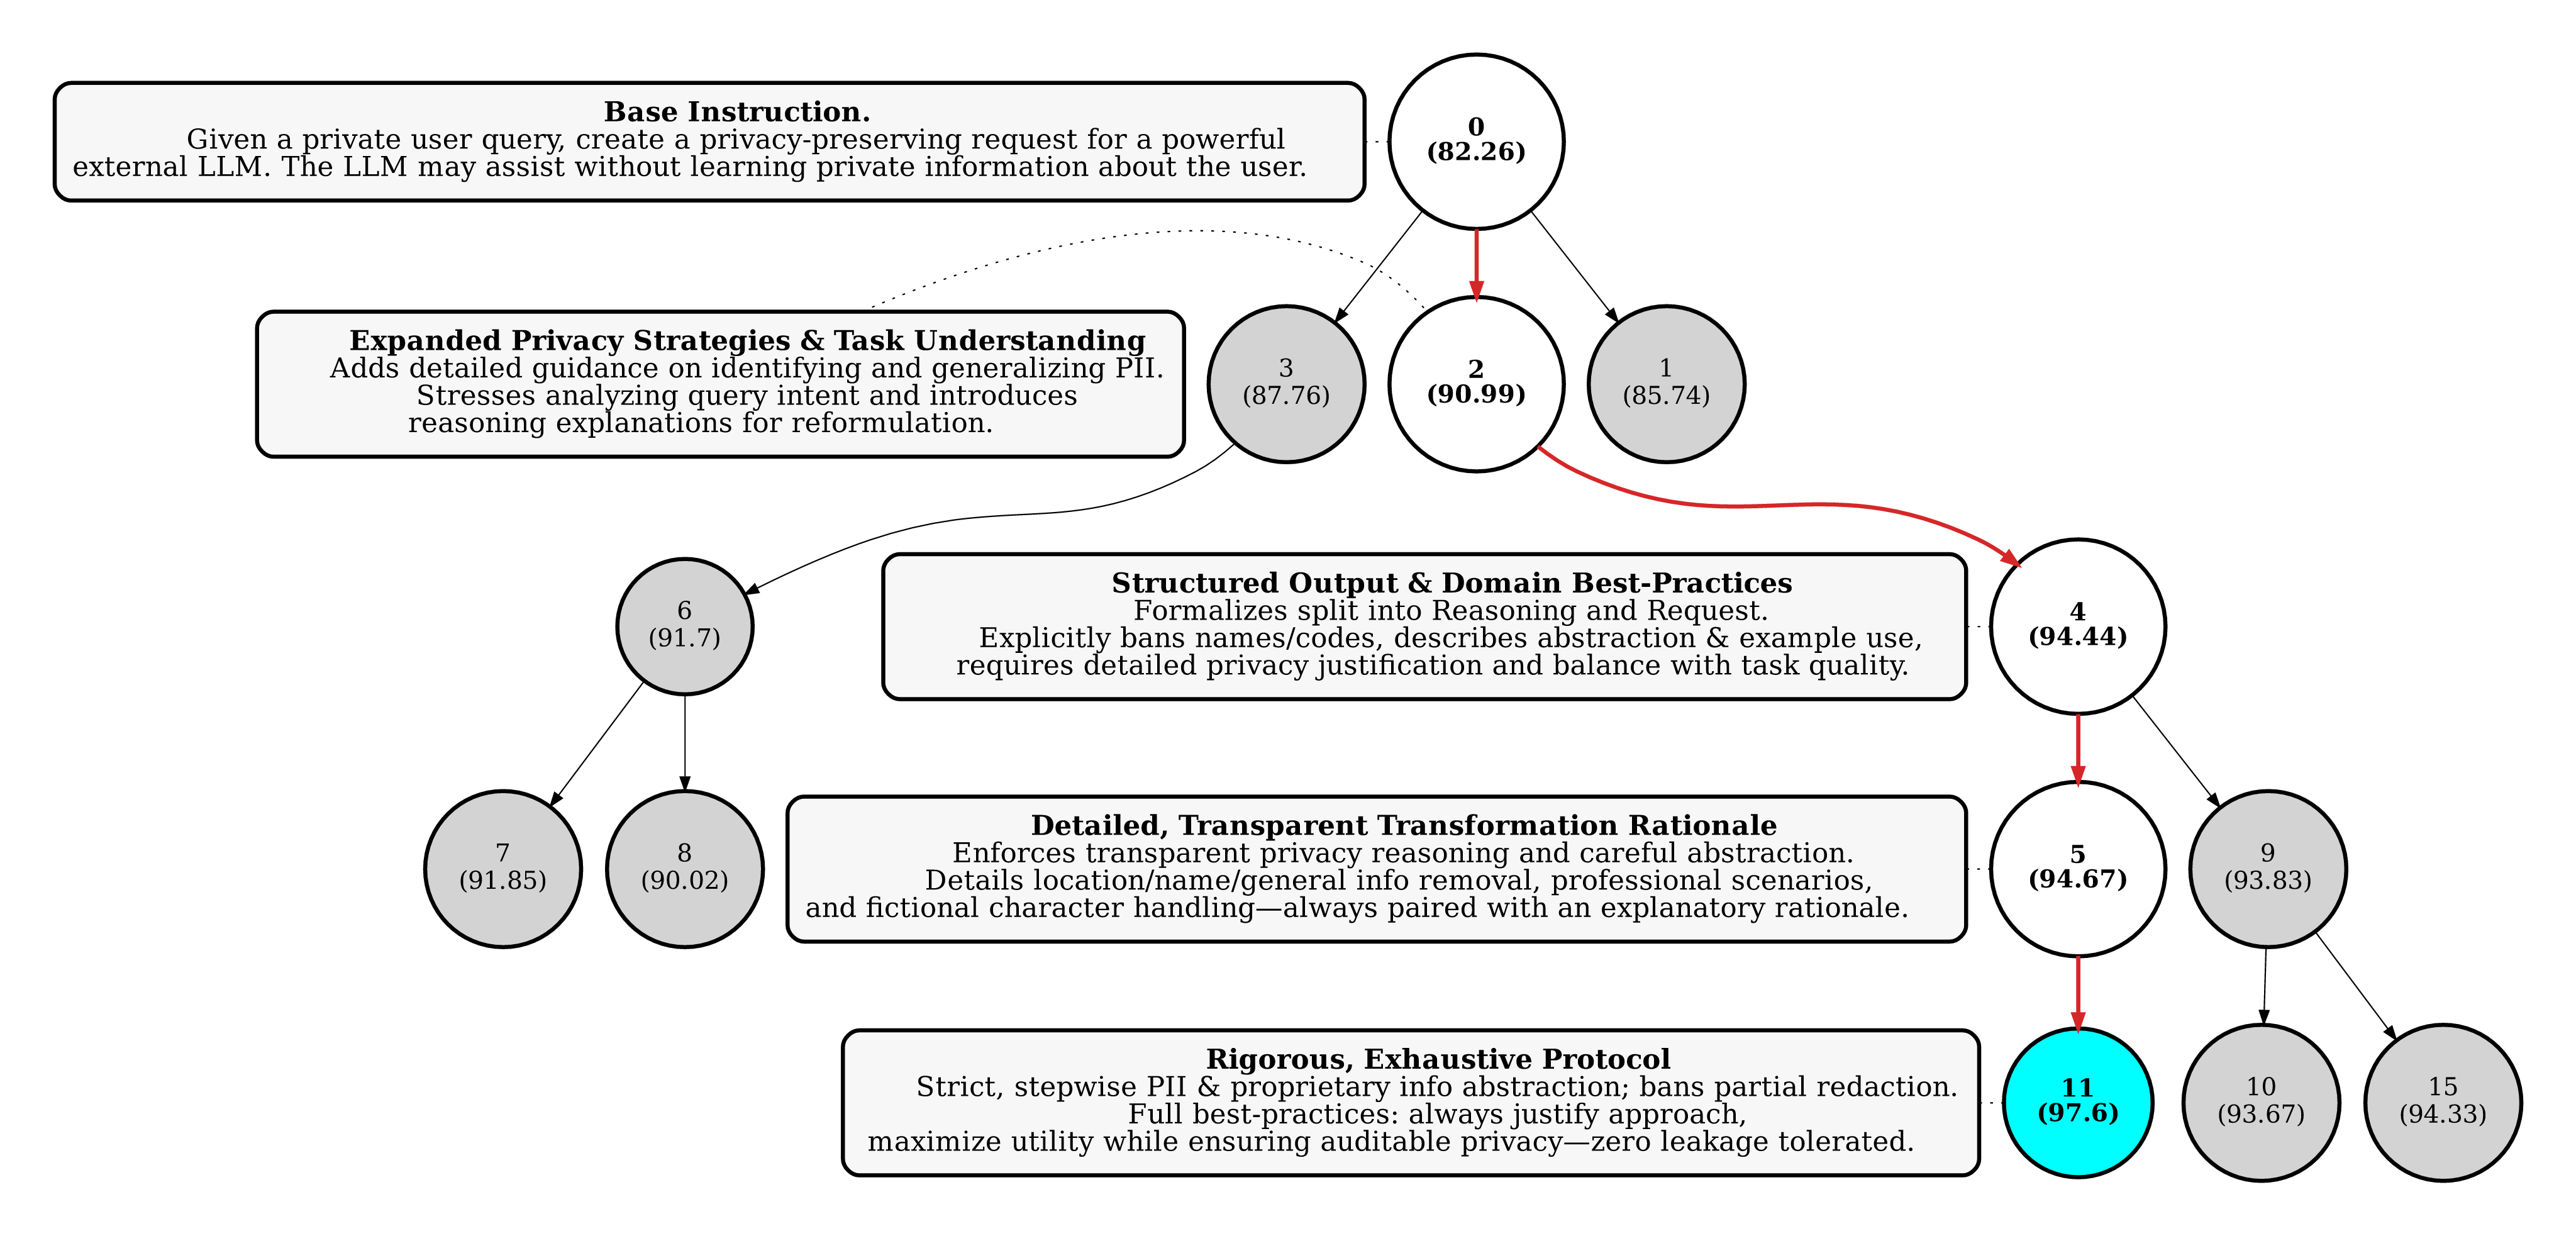 Base Instruction.
Given a private user query, create a privacy-preserving request for a powerful
external LLM. The LLM may assist without learning private information about the user.
0
(82.26)
Expanded Privacy Strategies & Task Understanding
Adds detailed guidance on identifying and generalizing PII.
Stresses analyzing query intent and introduces
reasoning explanations for reformulation.
3
(87.76)
2
(90.99)
1
(85.74)
6
(91.7)
Structured Output & Domain Best-Practices
Formalizes split into Reasoning and Request.
Explicitly bans names/codes, describes abstraction & example use,
requires detailed privacy justification and balance with task quality.
4
(94.44)
7
(91.85)
8
(90.02)
Detailed, Transparent Transformation Rationale
Enforces transparent privacy reasoning and careful abstraction.
Details location/name/general info removal, professional scenarios,
and fictional character handling—always paired with an explanatory rationale.
5
(94.67)
9
(93.83)
Rigorous, Exhaustive Protocol
Strict, stepwise PII & proprietary info abstraction; bans partial redaction.
Full best-practices: always justify approach,
maximize utility while ensuring auditable privacy—zero leakage tolerated.
11
(97.6)
10
(93.67)
15
(94.33)